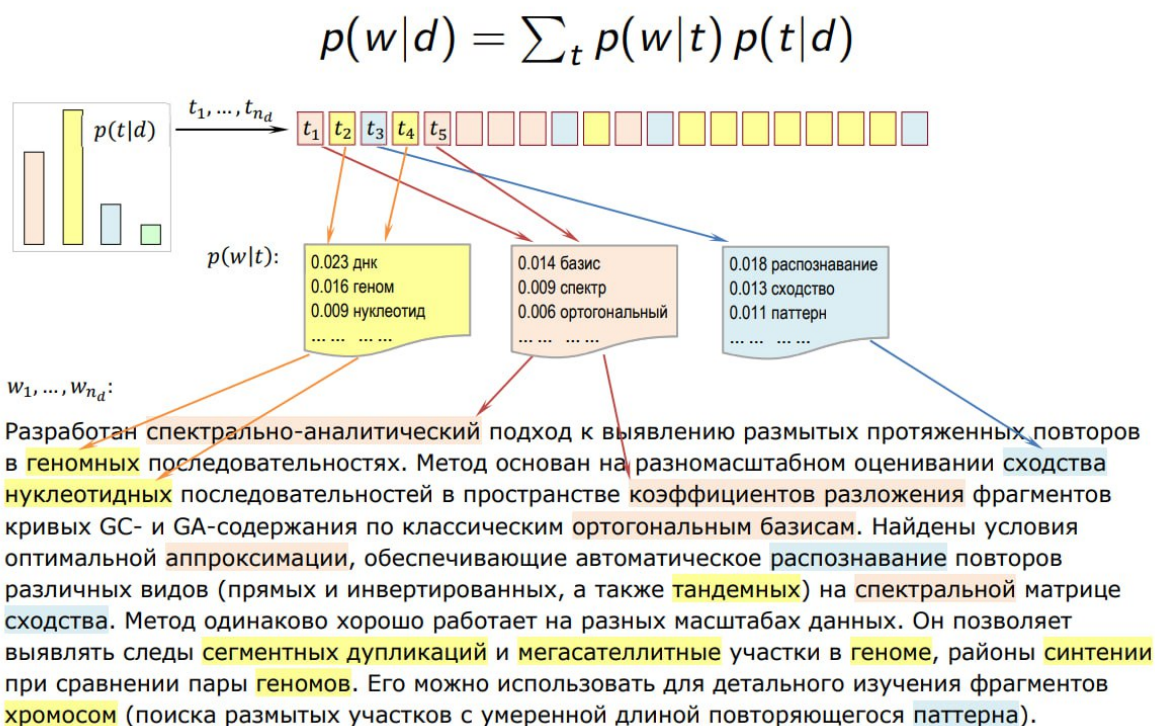 p(w|d) = ∑ₜ p(w|t) p(t|d)
p(t|d)
t₁, ..., t_{n_d}
t₁ t₂ t₃ t₄ t₅
p(w|t):
0.023 днк
0.016 геном
0.009 нуклеотид
... ... ... ...
0.014 базис
0.009 спектр
0.006 ортогональный
... ... ... ...
0.018 распознавание
0.013 сходство
0.011 паттерн
... ... ... ...
w₁, ..., w_{n_d}:
Разработан спектрально-аналитический подход к выявлению размытых протяженных повторов
в геномных последовательностях. Метод основан на разномасштабном оценивании сходства
нуклеотидных последовательностей в пространстве коэффициентов разложения фрагментов
кривых GC- и GA-содержания по классическим ортогональным базисам. Найдены условия
оптимальной аппроксимации, обеспечивающие автоматическое распознавание повторов
различных видов (прямых и инвертированных, а также тандемных) на спектральной матрице
сходства. Метод одинаково хорошо работает на разных масштабах данных. Он позволяет
выявлять следы сегментных дупликаций и мегасателлитные участки в геноме, районы синтении
при сравнении пары геномов. Его можно использовать для детального изучения фрагментов
хромосом (поиска размытых участков с умеренной длиной повторяющегося паттерна).